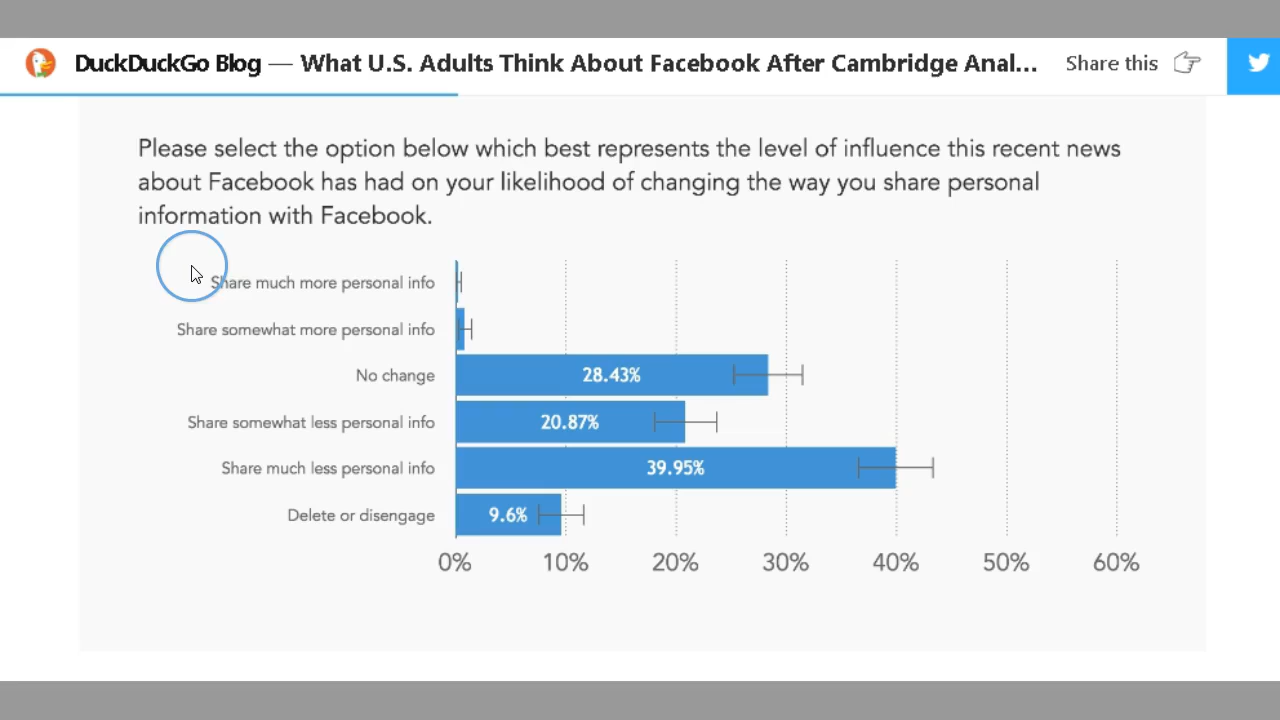 DuckDuckGo Blog — What U.S. Adults Think About Facebook After Cambridge Anal... Share this
Please select the option below which best represents the level of influence this recent news
about Facebook has had on your likelihood of changing the way you share personal
information with Facebook.
Share much more personal info
Share somewhat more personal info
No change 28.43%
Share somewhat less personal info 20.87%
Share much less personal info 39.95%
Delete or disengage 9.6%
0% 10% 20% 30% 40% 50% 60%